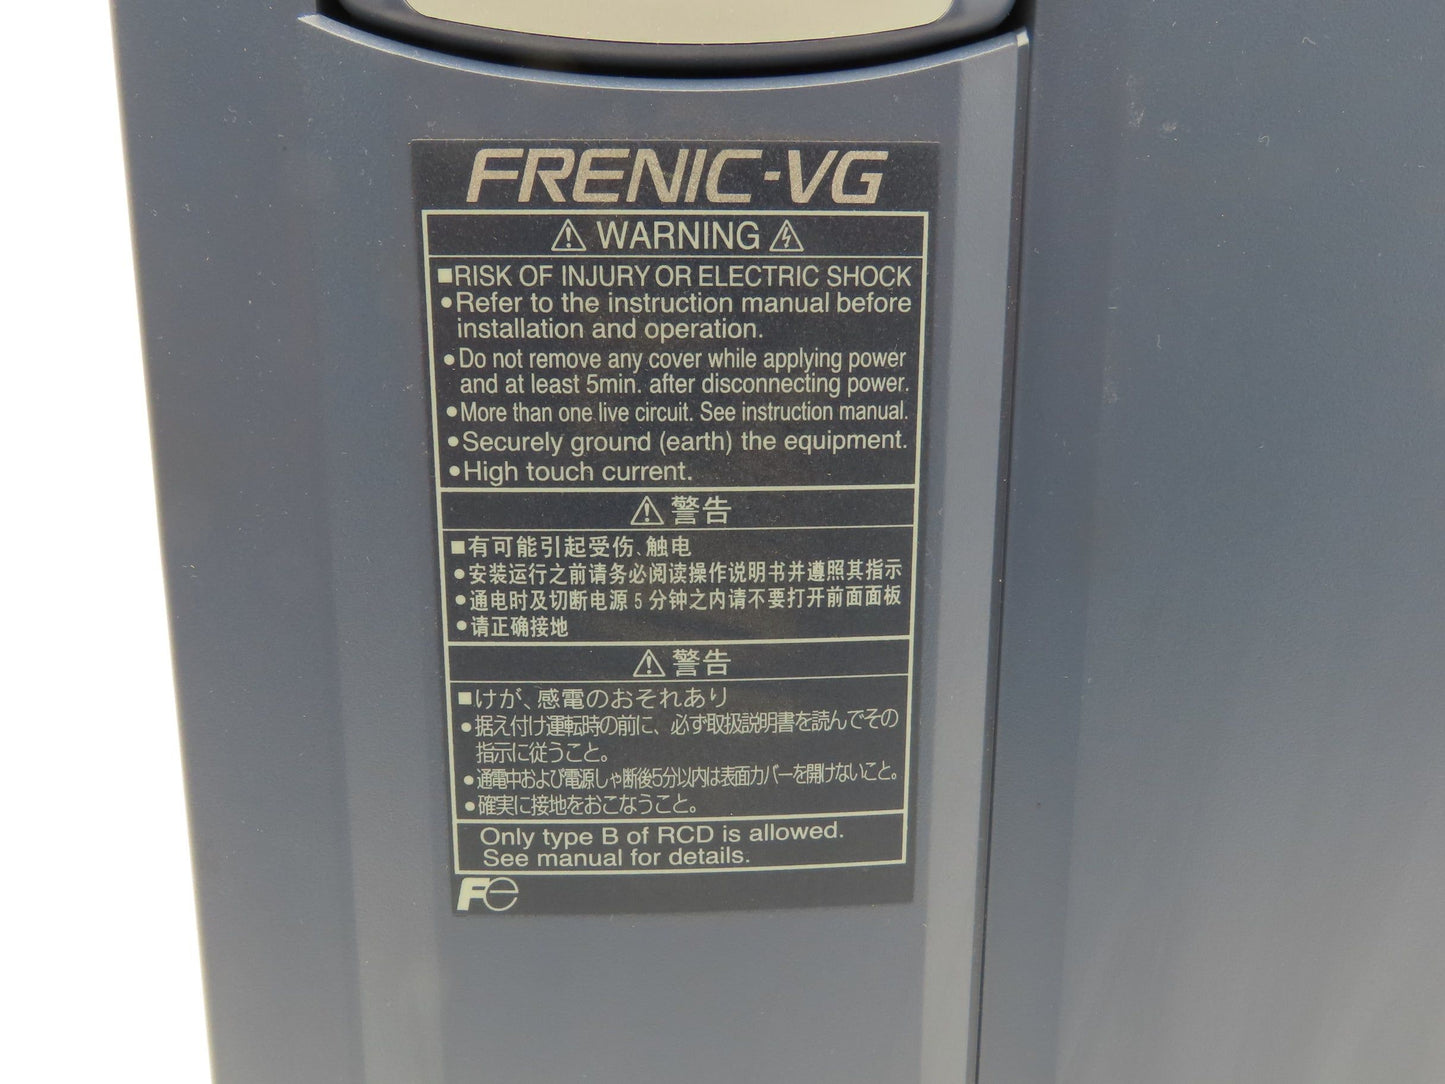 FRENIC-VG
WARNING
■RISK OF INJURY OR ELECTRIC SHOCK
●Refer to the instruction manual before
installation and operation.
●Do not remove any cover while applying power
and at least 5min. after disconnecting power.
●More than one live circuit. See instruction manual.
●Securely ground (earth) the equipment.
●High touch current.
警告
■有可能引起受伤、触电
●安装运行之前请务必阅读操作说明书并遵照其指示
●通电时及切断电源5分钟之内请不要打开前面面板
●请正确接地
警告
■けが、感電のおそれあり
●据え付け運転時の前に、必ず取扱説明書を読んでその
指示に従うこと。
●通電中および電源しゃ断後5分以内は表面カバーを開けないこと。
●確実に接地をおこなうこと。
Only type B of RCD is allowed.
See manual for details.
Fe